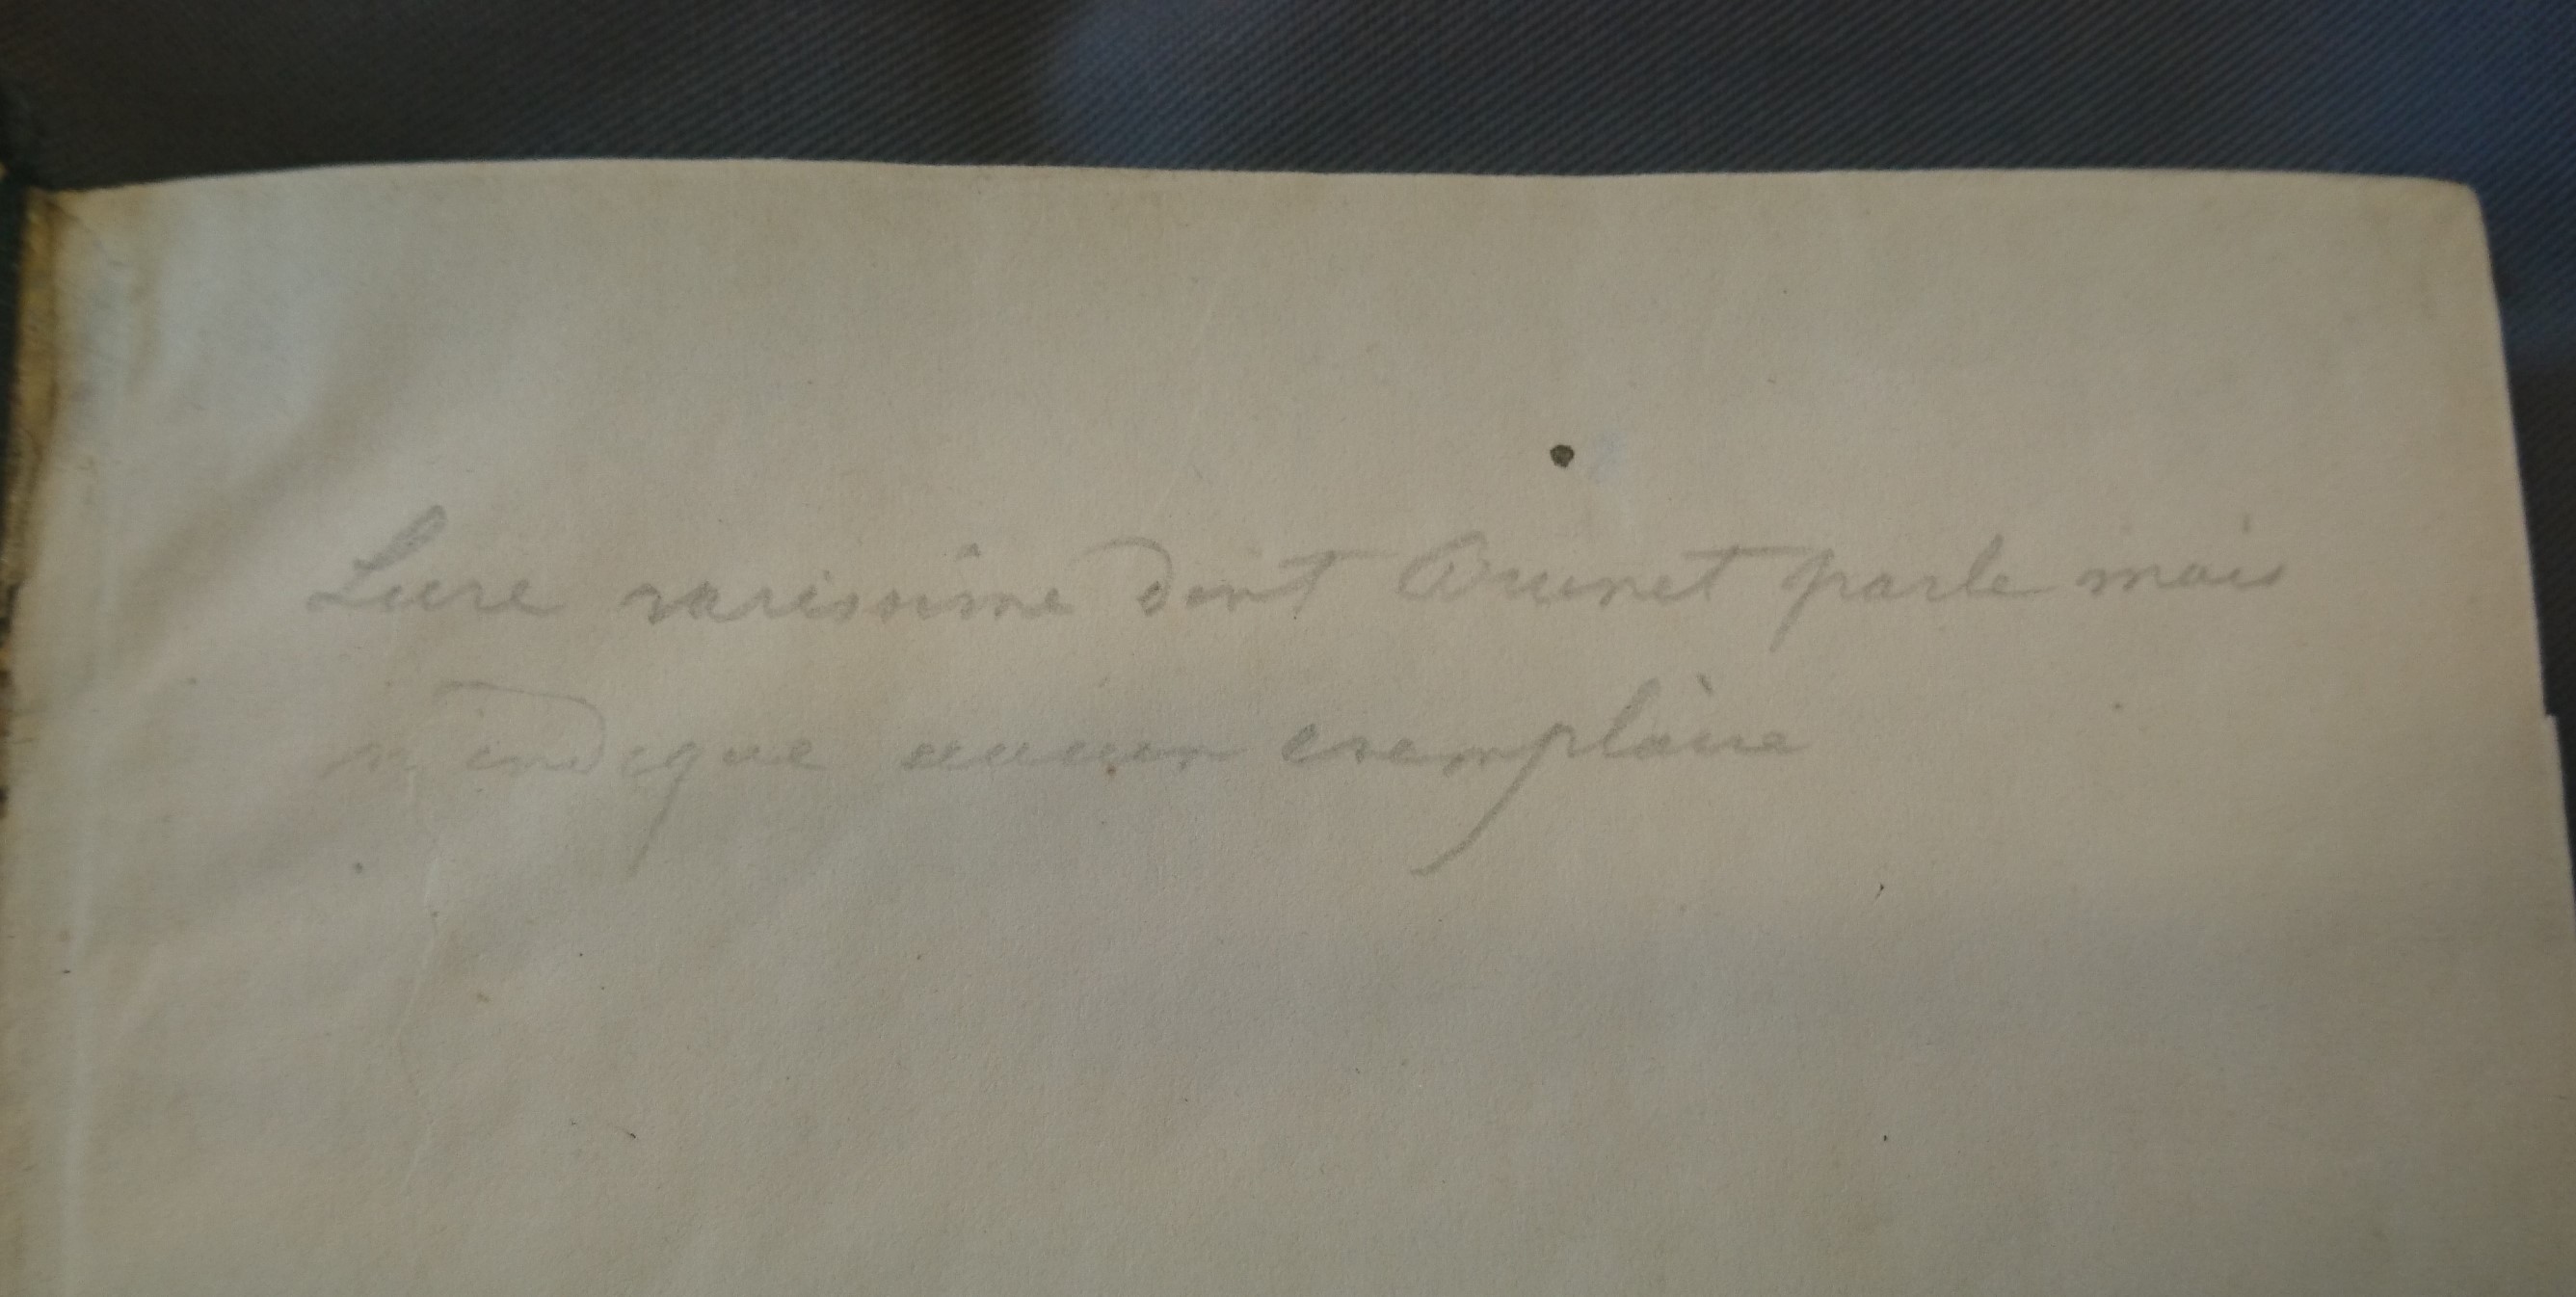 Livre rarissime dont Brunet parle mais
n'indique aucun exemplaire